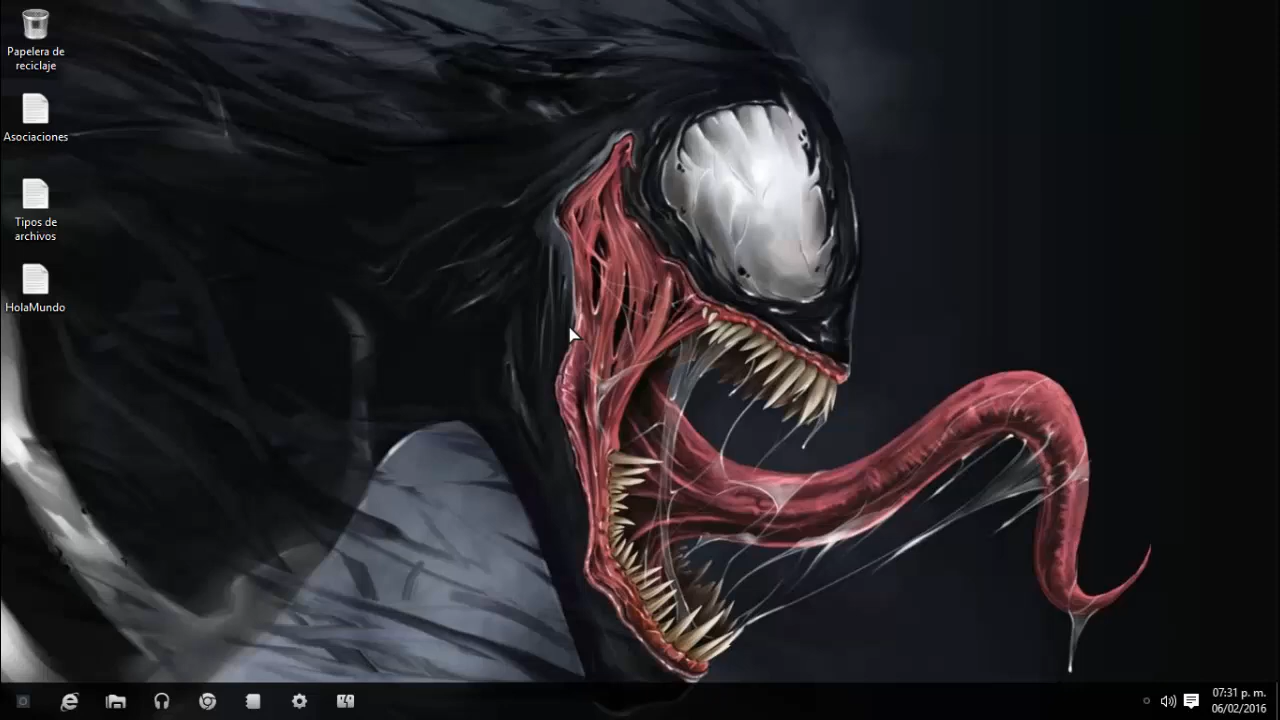 Papelera de
reciclaje
Asociaciones
Tipos de
archivos
HolaMundo
07:31 p. m.
06/02/2016